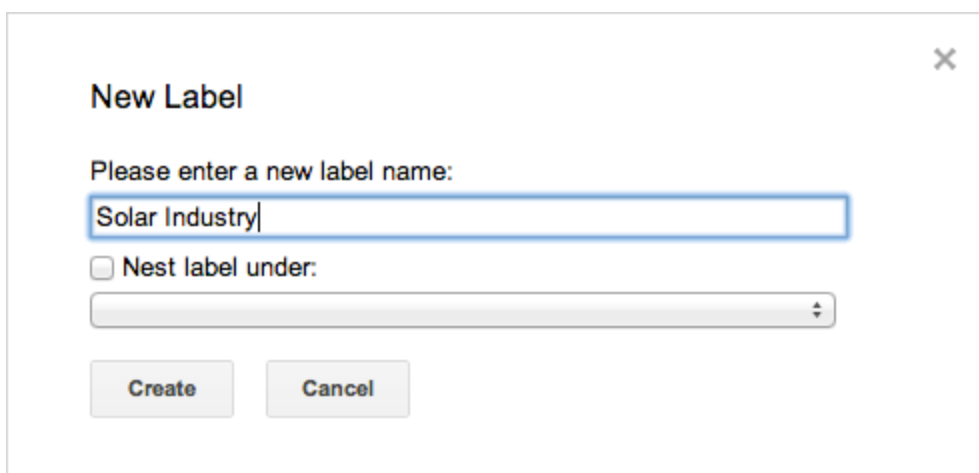 New Label
Please enter a new label name:
Solar Industry
Nest label under:
Create Cancel